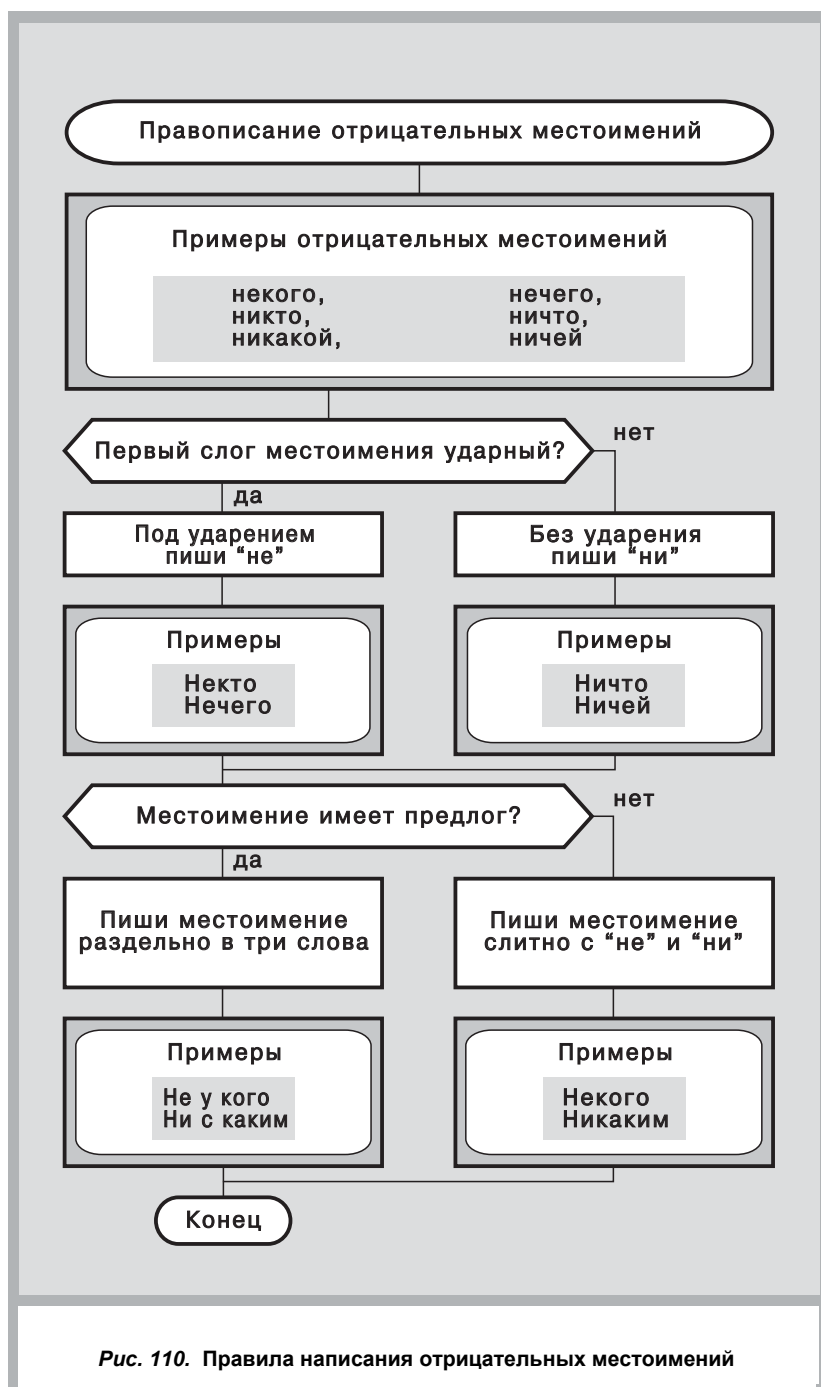 Правописание отрицательных местоимений
Примеры отрицательных местоимений
некого, нечего,
никто, ничто,
никакой, ничей
Первый слог местоимения ударный?
нет
да
Под ударением
пиши “не”
Без ударения
пиши “ни”
Примеры
Некто
Нечего
Примеры
Ничто
Ничей
Местоимение имеет предлог?
нет
да
Пиши местоимение
раздельно в три слова
Пиши местоимение
слитно с “не” и “ни”
Примеры
Не у кого
Ни с каким
Примеры
Некого
Никаким
Конец
Рис. 110. Правила написания отрицательных местоимений